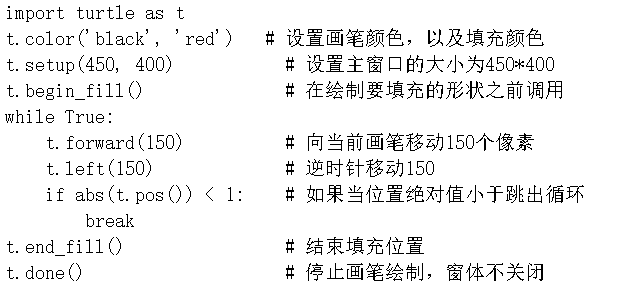 import turtle as t
t.color('black', 'red')   # 设置画笔颜色，以及填充颜色
t.setup(450, 400)         # 设置主窗口的大小为450*400
t.begin_fill()            # 在绘制要填充的形状之前调用
while True:
    t.forward(150)        # 向当前画笔移动150个像素
    t.left(150)           # 逆时针移动150
    if abs(t.pos()) < 1:  # 如果当位置绝对值小于跳出循环
        break
t.end_fill()              # 结束填充位置
t.done()                  # 停止画笔绘制，窗体不关闭